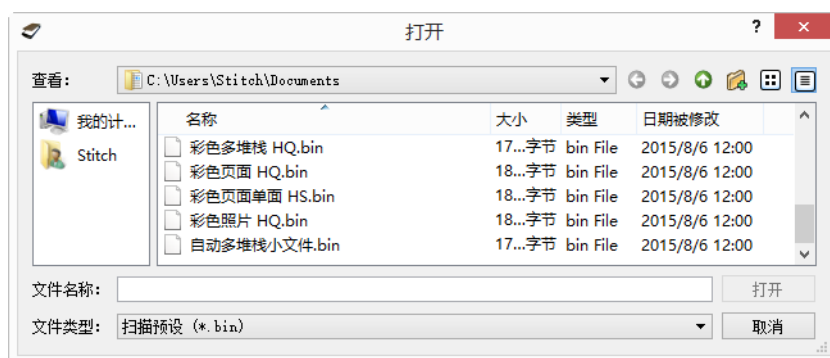 打开
?
×
查看: C:\Users\Stitch\Documents
我的计...
Stitch
名称 大小 类型 日期被修改
彩色多堆栈 HQ.bin 17...字节 bin File 2015/8/6 12:00
彩色页面 HQ.bin 18...字节 bin File 2015/8/6 12:00
彩色页面单面 HS.bin 18...字节 bin File 2015/8/6 12:00
彩色照片 HQ.bin 18...字节 bin File 2015/8/6 12:00
自动多堆栈小文件.bin 17...字节 bin File 2015/8/6 12:00
文件名称: 打开
文件类型: 扫描预设 (*.bin) 取消